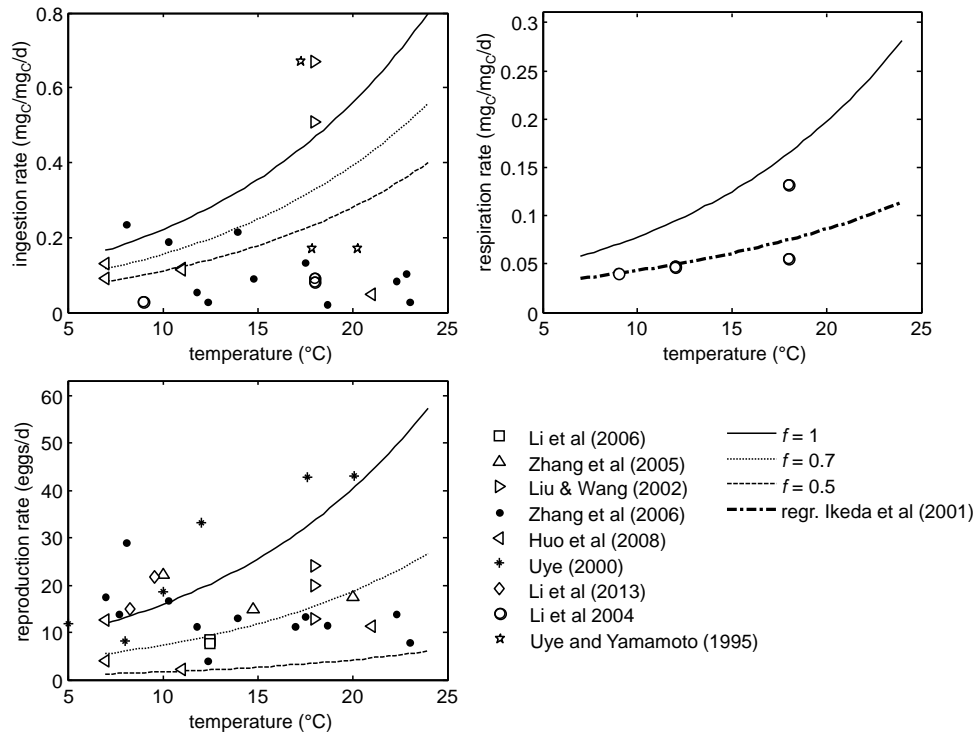 0.8
0.6
0.4
0.2
0
ingestion rate (mg_C/mg_C/d)
5
10
15
20
25
temperature (°C)
0.3
0.25
0.2
0.15
0.1
0.05
0
respiration rate (mg_C/mg_C/d)
5
10
15
20
25
temperature (°C)
60
50
40
30
20
10
0
reproduction rate (eggs/d)
5
10
15
20
25
temperature (°C)
Li et al (2006)
Zhang et al (2005)
Liu & Wang (2002)
Zhang et al (2006)
Huo et al (2008)
Uye (2000)
Li et al (2013)
Li et al 2004
Uye and Yamamoto (1995)
f = 1
f = 0.7
f = 0.5
regr. Ikeda et al (2001)